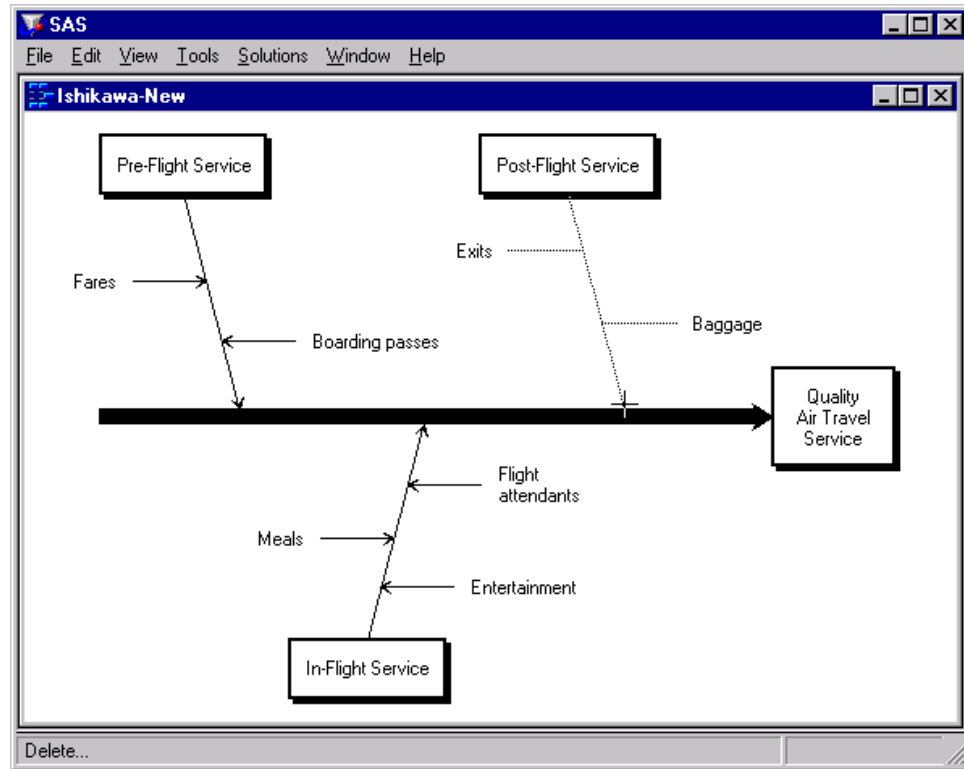 SAS
File Edit View Tools Solutions Window Help
Ishikawa-New
Pre-Flight Service
Post-Flight Service
Exits
Fares
Baggage
Boarding passes
Quality
Air Travel
Service
Flight
attendants
Meals
Entertainment
In-Flight Service
Delete...